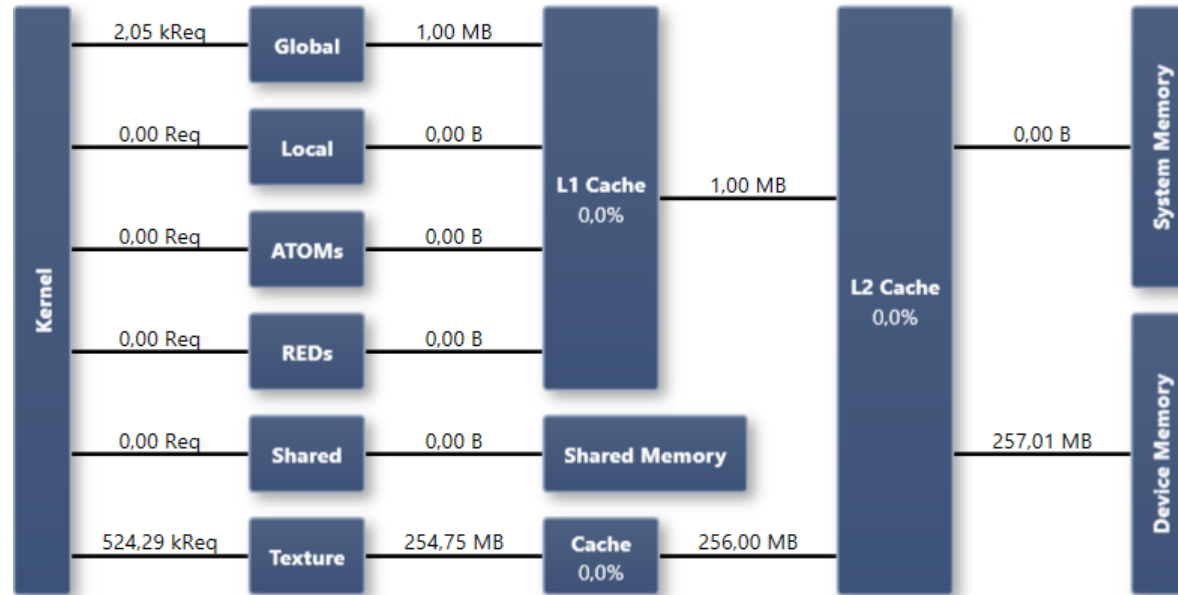 Kernel
2,05 kReq
Global
1,00 MB
0,00 Req
Local
0,00 B
0,00 Req
ATOMs
0,00 B
0,00 Req
REDs
0,00 B
0,00 Req
Shared
0,00 B
Shared Memory
524,29 kReq
Texture
254,75 MB
Cache
0,0%
256,00 MB
L1 Cache
0,0%
1,00 MB
L2 Cache
0,0%
0,00 B
System Memory
257,01 MB
Device Memory